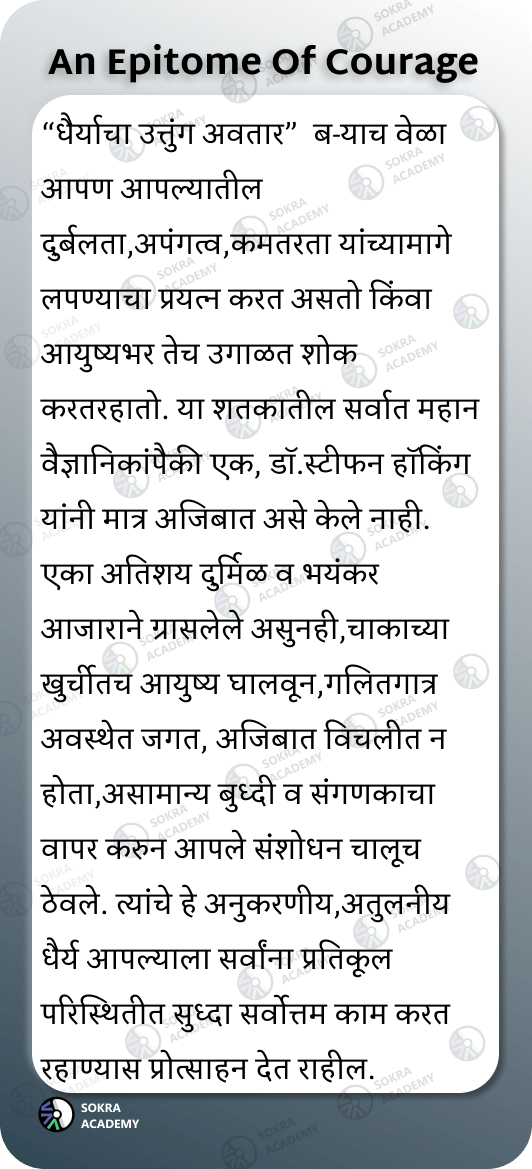 An Epitome Of Courage
“धैर्याचा उत्तुंग अवतार” ब-याच वेळा
आपण आपल्यातील
दुर्बलता,अपंगत्व,कमतरता यांच्यामागे
लपण्याचा प्रयत्न करत असतो किंवा
आयुष्यभर तेच उगाळत शोक
करतरहातो. या शतकातील सर्वात महान
वैज्ञानिकांपैकी एक, डॉ.स्टीफन हॉकिंग
यांनी मात्र अजिबात असे केले नाही.
एका अतिशय दुर्मिळ व भयंकर
आजाराने ग्रासलेले असुनही,चाकाच्या
खुर्चीतच आयुष्य घालवून,गलितगात्र
अवस्थेत जगत, अजिबात विचलीत न
होता,असामान्य बुध्दी व संगणकाचा
वापर करुन आपले संशोधन चालूच
ठेवले. त्यांचे हे अनुकरणीय,अतुलनीय
धैर्य आपल्याला सर्वांना प्रतिकूल
परिस्थितीत सुध्दा सर्वोत्तम काम करत
रहाण्यास प्रोत्साहन देत राहील.
SOKRA
ACADEMY